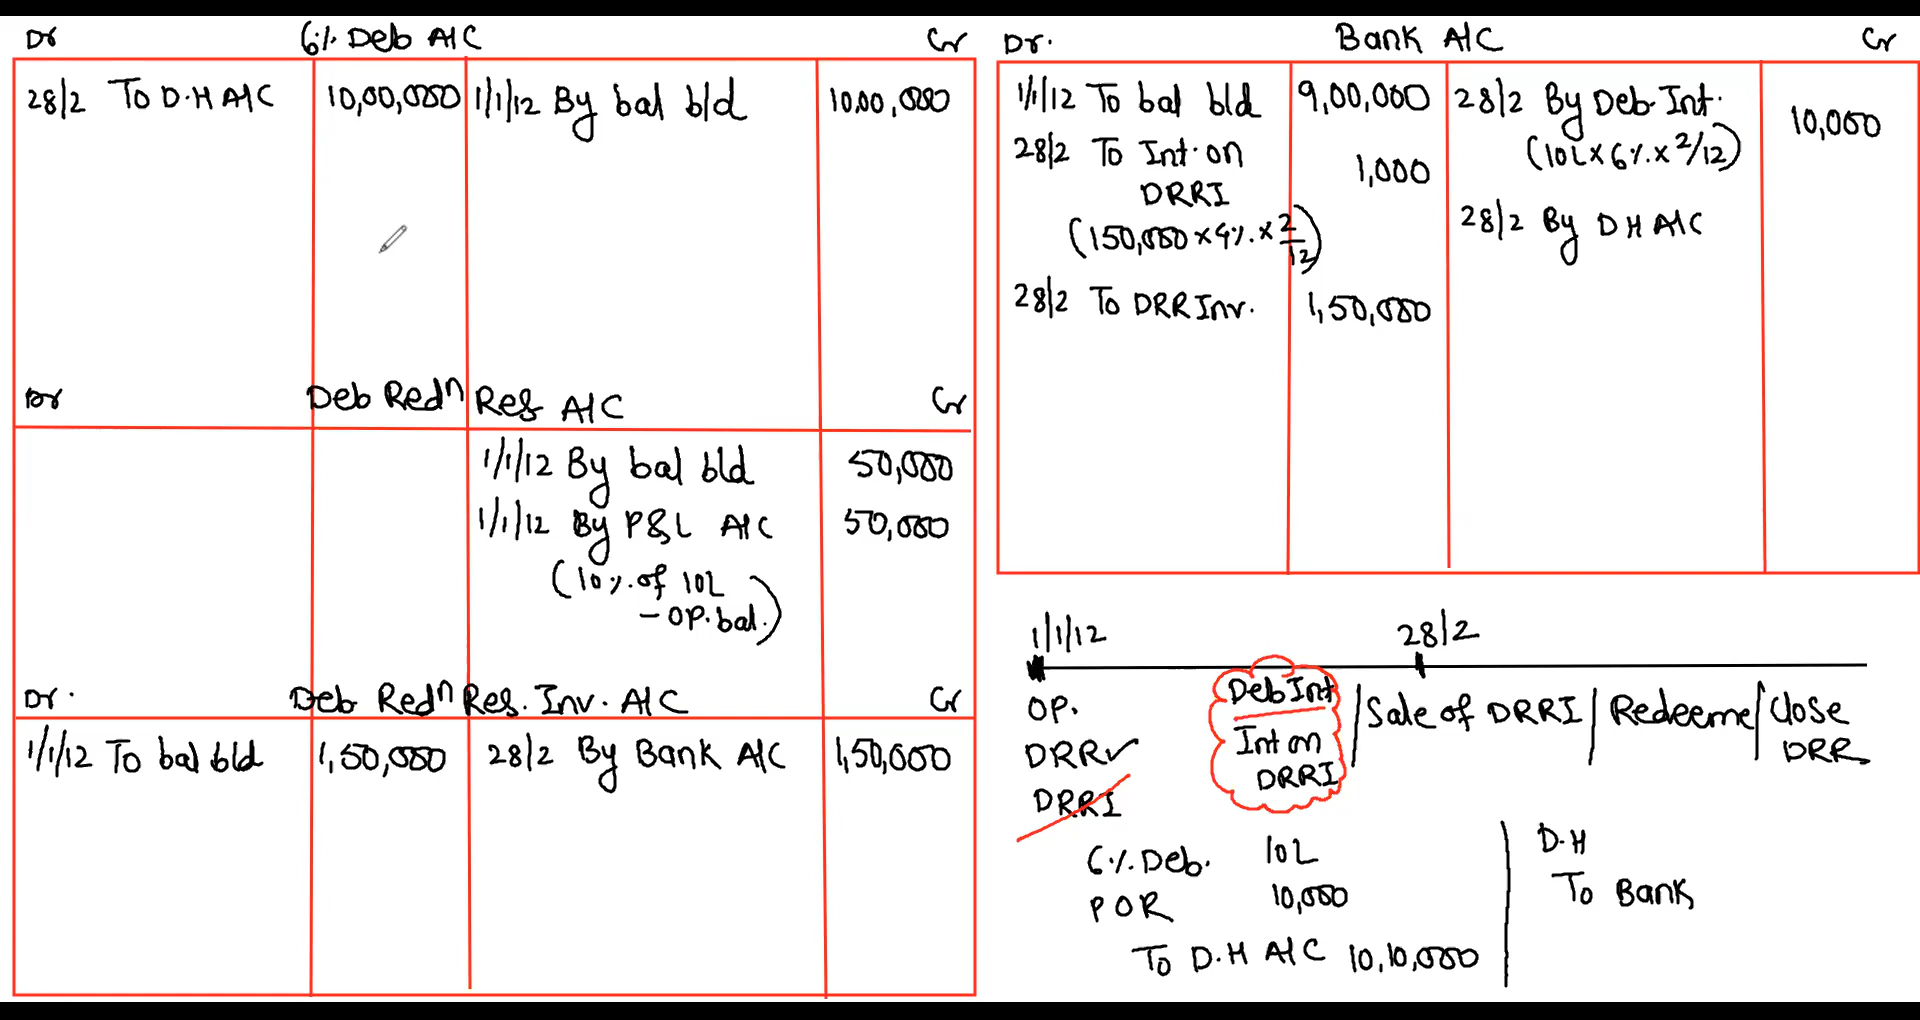 Dr 6% Deb A/C Cr
28/2 To D.H A/C 10,00,000 1/1/12 By bal b/d 10,00,000
Dr Deb Redn Res A/C Cr
1/1/12 By bal b/d 50,000
1/1/12 By P&L A/C 50,000
(10% of 10L
- OP. bal.)
Dr. Deb Redn Res. Inv. A/C Cr
1/1/12 To bal b/d 1,50,000 28/2 By Bank A/C 1,50,000
Dr. Bank A/C Cr
1/1/12 To bal b/d 9,00,000 28/2 By Deb. Int. 10,000
(10L x 6% x 2/12)
28/2 To Int. on 1,000
DRRI
(150,000 x 4% x 2/12)
28/2 By D H A/C
28/2 To DRR Inv. 1,50,000
1/1/12 28/2
OP.
DRR✓
DRRI
Deb Int
Int on
DRRI
Sale of DRRI
Redeeme
Close
DRR
6% Deb. 10L
POR 10,000
To D.H A/C 10,10,000
D.H
To Bank